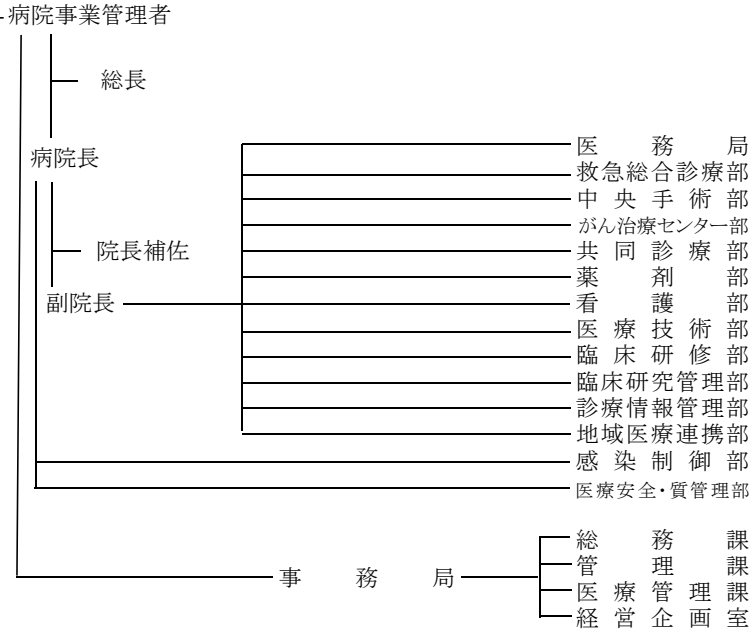 病院事業管理者
総長
病院長
医務局
救急総合診療部
中央手術部
がん治療センター部
院長補佐
共同診療部
薬剤部
副院長
看護部
医療技術部
臨床研修部
臨床研究管理部
診療情報管理部
地域医療連携部
感染制御部
医療安全・質管理部
総務課
管理課
事務局
医療管理課
経営企画室